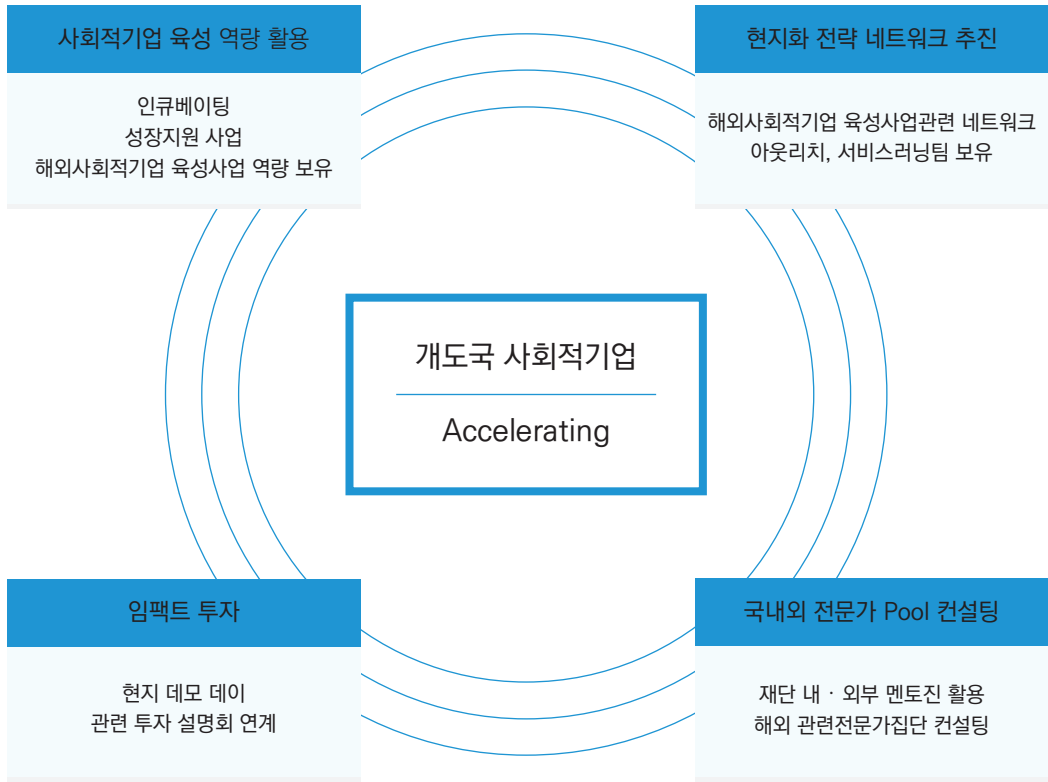 사회적기업 육성 역량 활용
인큐베이팅
성장지원 사업
해외사회적기업 육성사업 역량 보유
현지화 전략 네트워크 추진
해외사회적기업 육성사업관련 네트워크
아웃리치, 서비스러닝팀 보유
개도국 사회적기업
Accelerating
임팩트 투자
현지 데모 데이
관련 투자 설명회 연계
국내외 전문가 Pool 컨설팅
재단 내 · 외부 멘토진 활용
해외 관련전문가집단 컨설팅